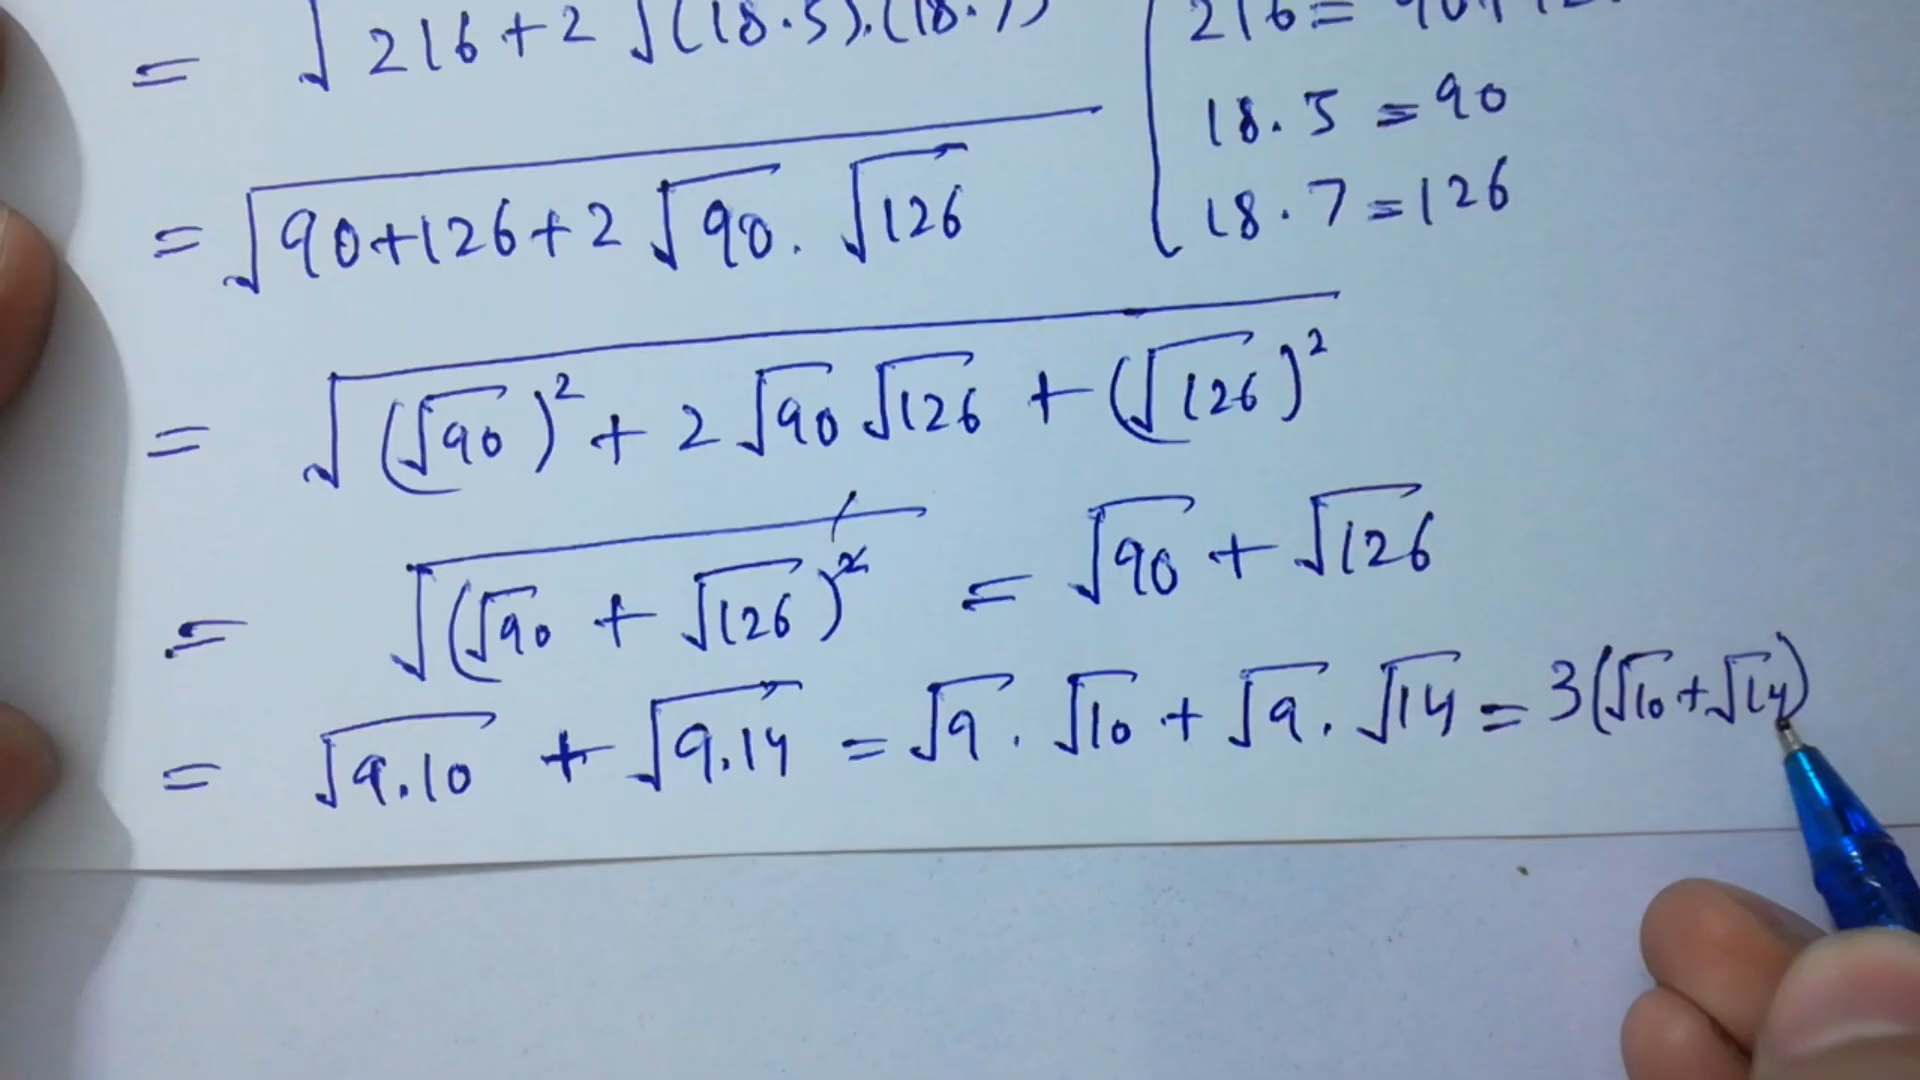 = √216+2 √(18.5).(18.7)
216=
18.5 = 90
= √90+126+2 √90. √126
18.7=126
= √(√90)² + 2 √90 √126 + (√126)²
= √(√90 + √126)² = √90 + √126
= √9.10 + √9.14 = √9. √10 + √9. √14 = 3(√10+√14)